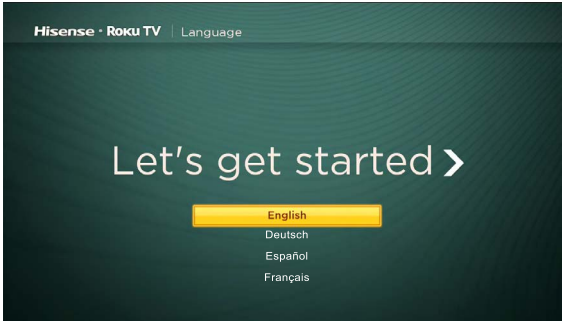 Hisense · ROKU TV | Language
Let's get started >
English
Deutsch
Español
Français